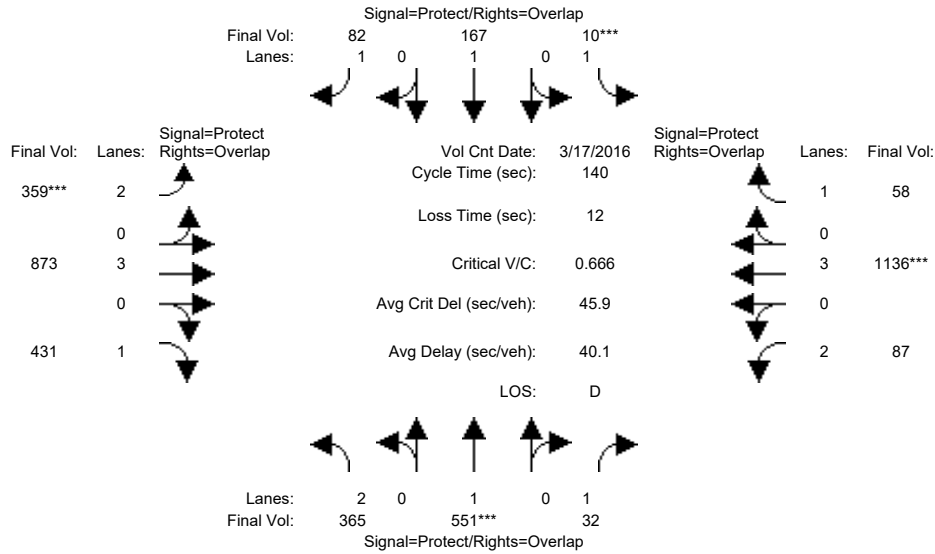 Signal=Protect/Rights=Overlap
Final Vol: 82 167 10***
Lanes: 1 0 1 0 1
Signal=Protect Signal=Protect
Final Vol: Lanes: Rights=Overlap Vol Cnt Date: 3/17/2016 Rights=Overlap Lanes: Final Vol:
Cycle Time (sec): 140
359*** 2 1 58
Loss Time (sec): 12
0 0
873 3 Critical V/C: 0.666 3 1136***
0 Avg Crit Del (sec/veh): 45.9 0
431 1 Avg Delay (sec/veh): 40.1 2 87
LOS: D
Lanes: 2 0 1 0 1
Final Vol: 365 551*** 32
Signal=Protect/Rights=Overlap